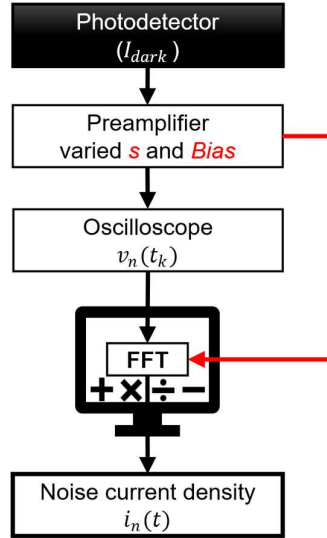 Photodetector
(I_dark)
Preamplifier
varied s and Bias
Oscilloscope
v_n(t_k)
FFT
+×÷−
Noise current density
i_n(t)